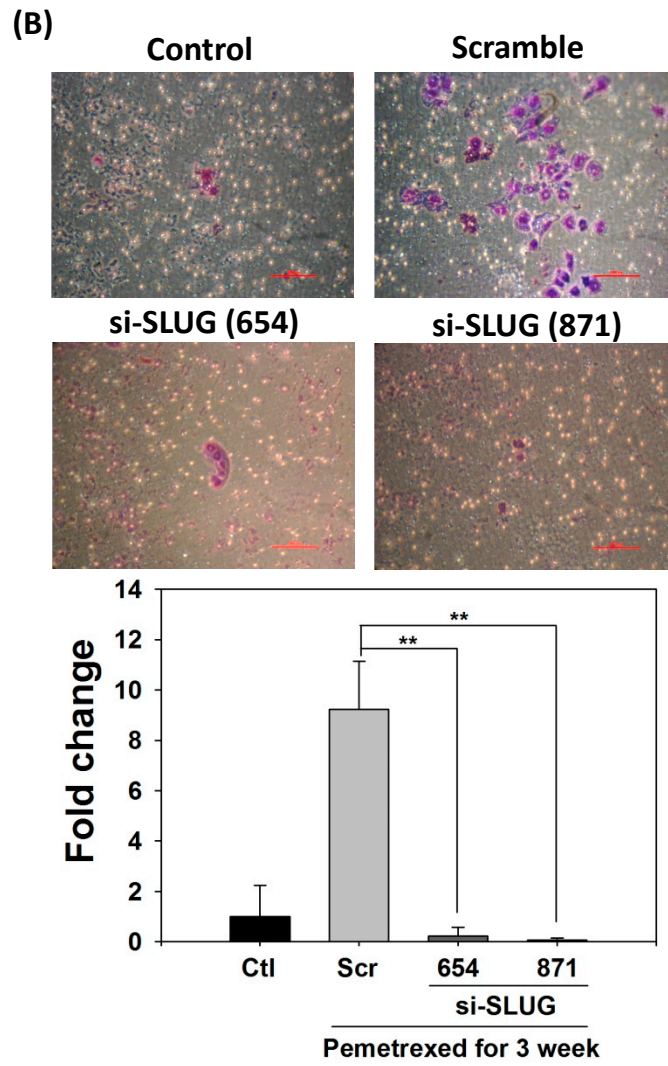 (B)
Control Scramble
si-SLUG (654) si-SLUG (871)
14
12
10
8
6
4
2
0
Fold change
**
**
Ctl Scr 654 871
si-SLUG
Pemetrexed for 3 week